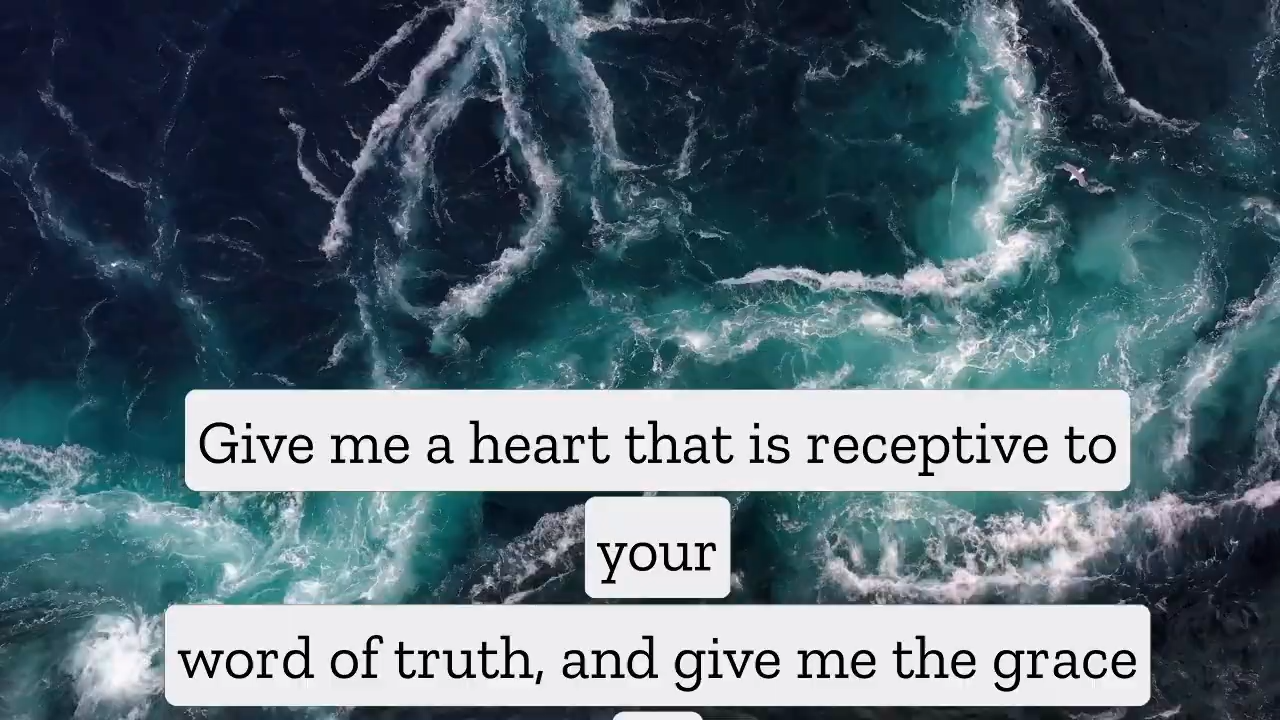 Give me a heart that is receptive to
your
word of truth, and give me the grace